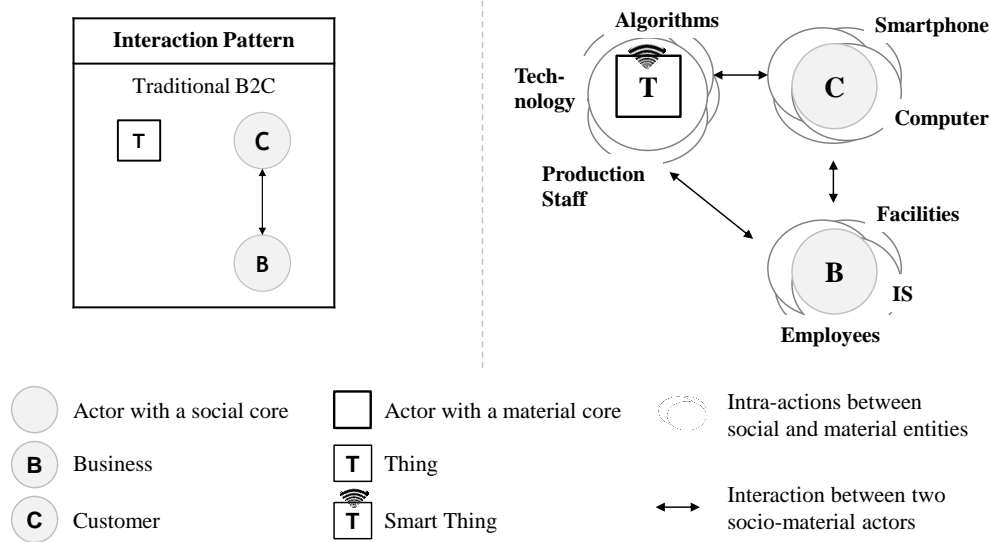 Interaction Pattern
Traditional B2C
T
C
B
Algorithms
Tech-
nology
T
Production
Staff
Smartphone
C
Computer
Facilities
B
IS
Employees
Actor with a social core
B
Business
C
Customer
Actor with a material core
T
Thing
T
Smart Thing
Intra-actions between
social and material entities
Interaction between two
socio-material actors